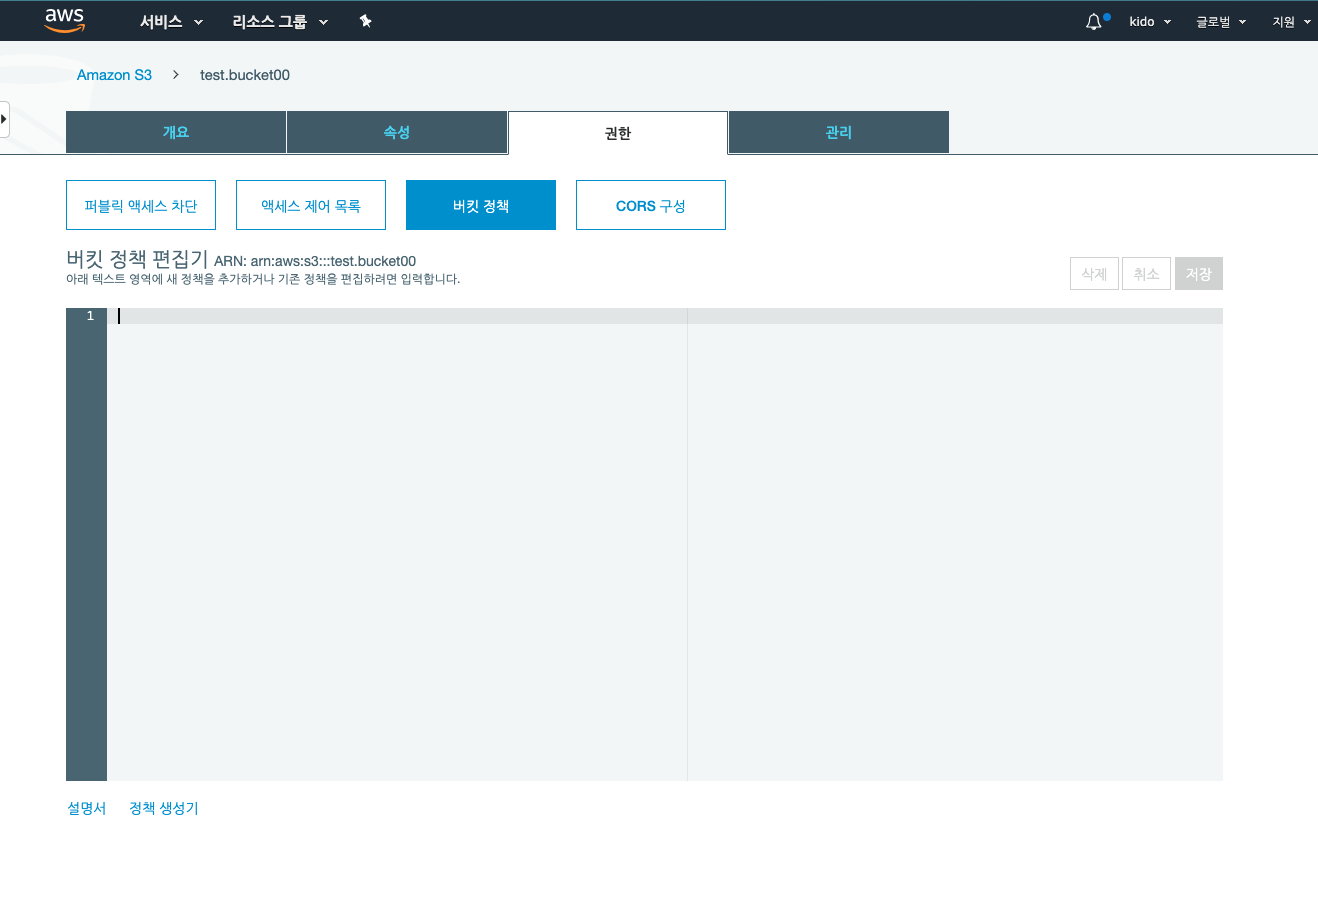 aws 서비스 리소스 그룹 kido 글로벌 지원
Amazon S3 > test.bucket00
개요 속성 권한 관리
퍼블릭 액세스 차단 액세스 제어 목록 버킷 정책 CORS 구성
버킷 정책 편집기 ARN: arn:aws:s3:::test.bucket00
아래 텍스트 영역에 새 정책을 추가하거나 기존 정책을 편집하려면 입력합니다.
삭제 취소 저장
1
설명서 정책 생성기